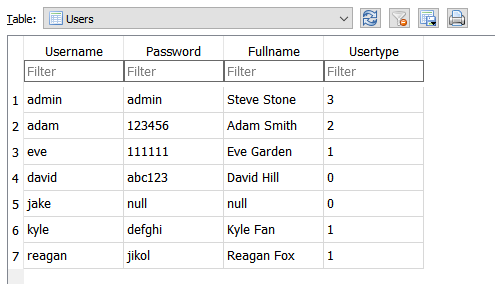 Table: Users
Username Password Fullname Usertype
Filter Filter Filter Filter
1 admin admin Steve Stone 3
2 adam 123456 Adam Smith 2
3 eve 111111 Eve Garden 1
4 david abc123 David Hill 0
5 jake null null 0
6 kyle defghi Kyle Fan 1
7 reagan jikol Reagan Fox 1